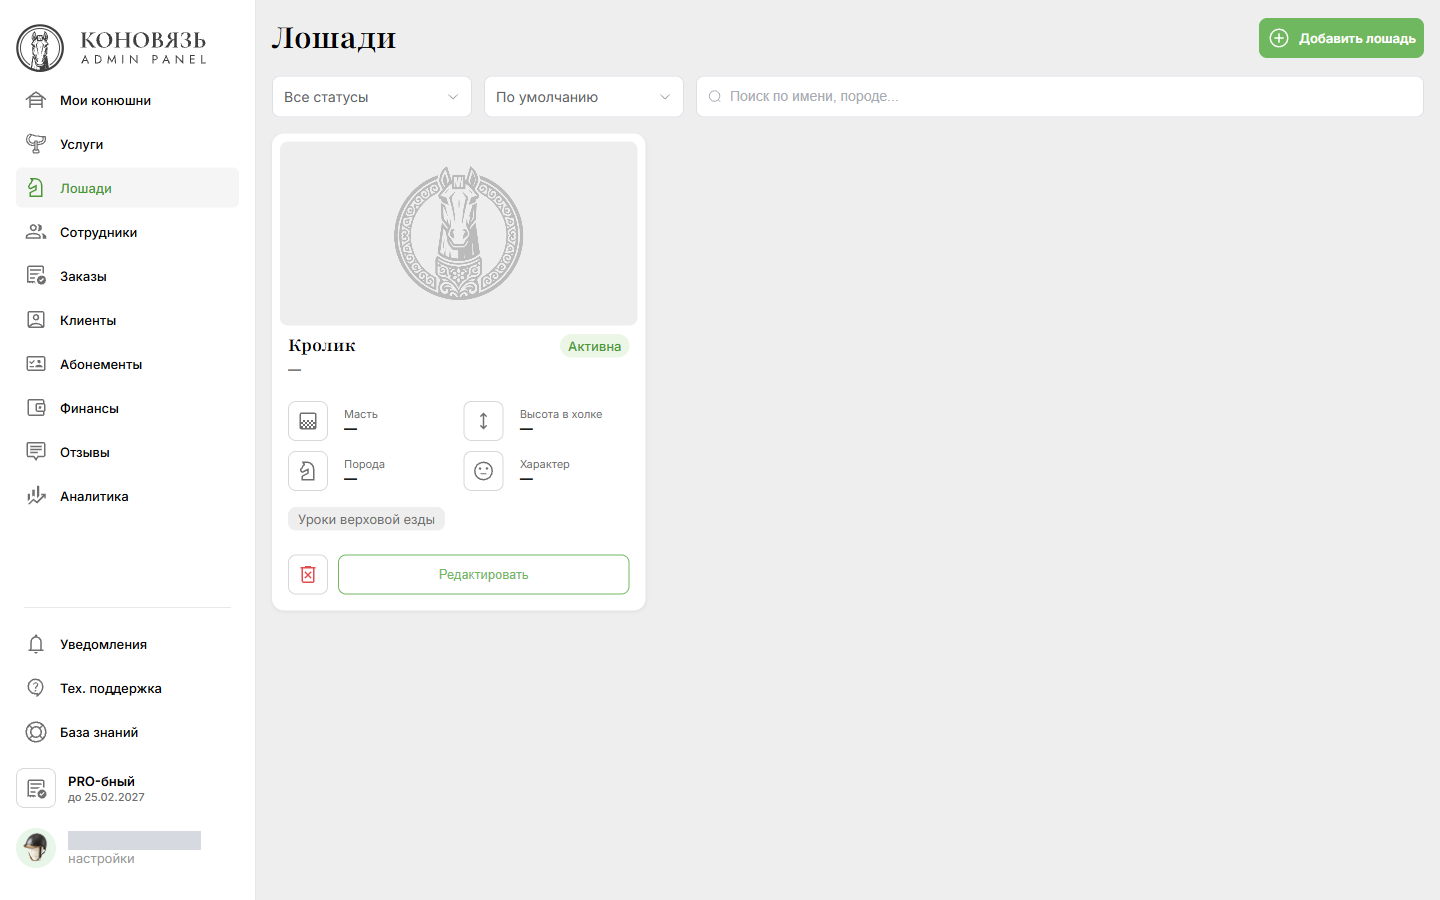 КОНОВЯЗЬ
ADMIN PANEL
Мои конюшни
Услуги
Лошади
Сотрудники
Заказы
Клиенты
Абонементы
Финансы
Отзывы
Аналитика
Уведомления
Тех. поддержка
База знаний
PRO-бный
до 25.02.2027
настройки
Лошади
Добавить лошадь
Все статусы
По умолчанию
Поиск по имени, породе...
Кролик
Активна
—
Масть
—
Высота в холке
—
Порода
—
Характер
—
Уроки верховой езды
Редактировать